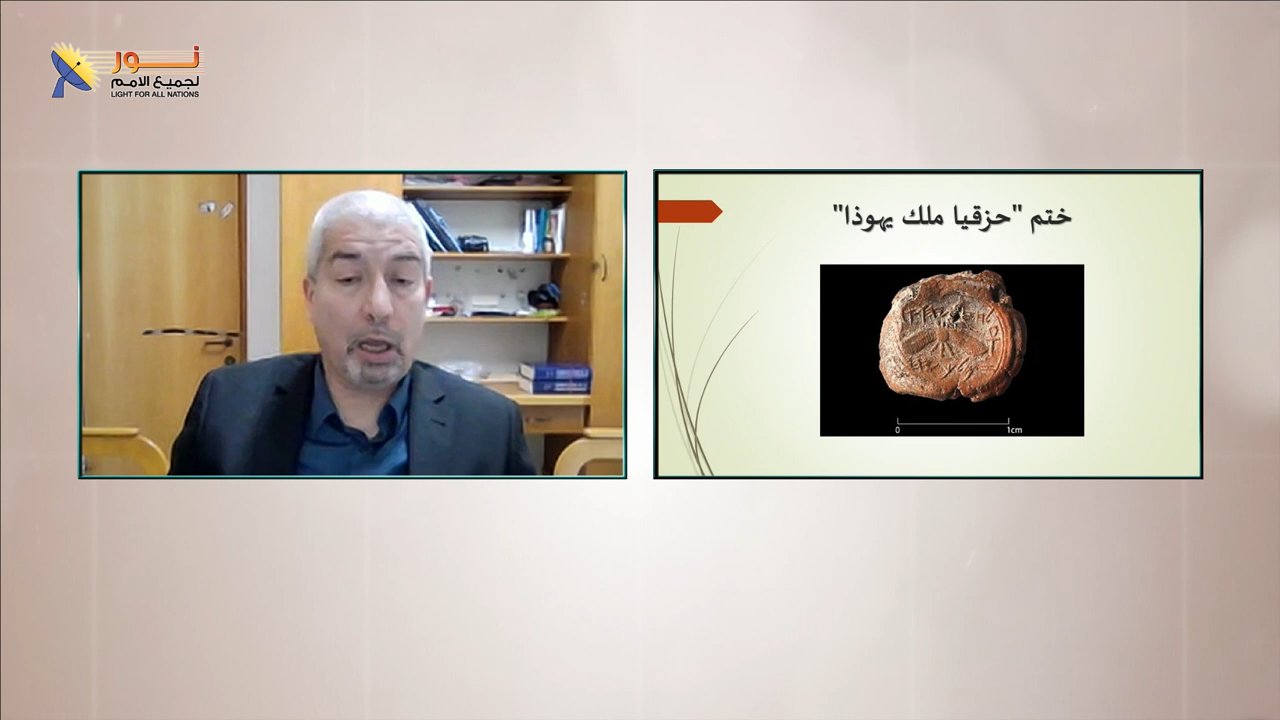 نور
لجميع الامم
LIGHT FOR ALL NATIONS
ختم "حزقيا ملك يهوذا"
0 1cm